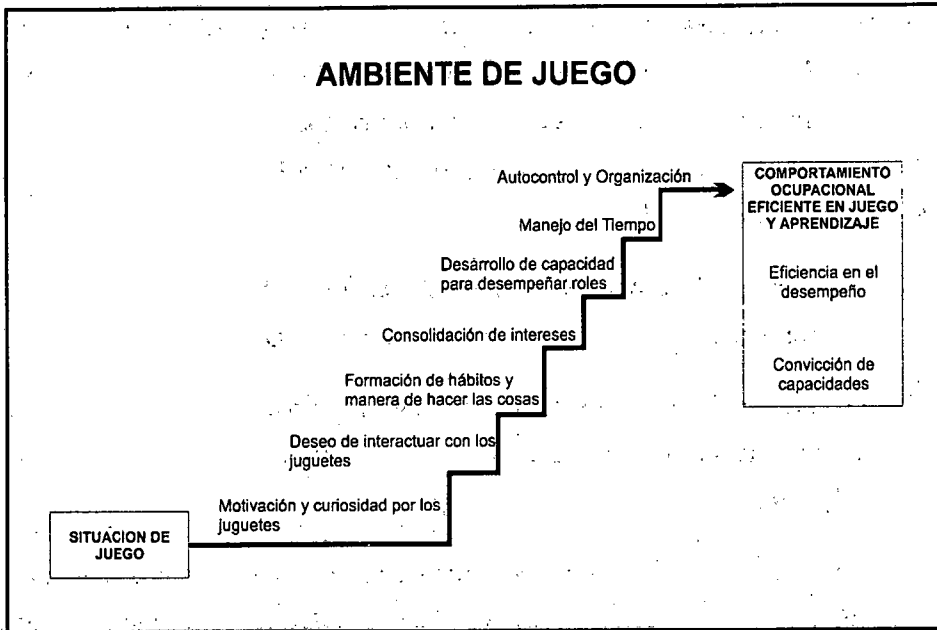 AMBIENTE DE JUEGO
Autocontrol y Organización
Manejo del Tiempo
Desarrollo de capacidad
para desempeñar roles
Consolidación de intereses
Formación de hábitos y
manera de hacer las cosas
Deseo de interactuar con los
juguetes
Motivación y curiosidad por los
juguetes
SITUACION DE
JUEGO
COMPORTAMIENTO
OCUPACIONAL
EFICIENTE EN JUEGO
Y APRENDIZAJE
Eficiencia en el
desempeño
Convicción de
capacidades